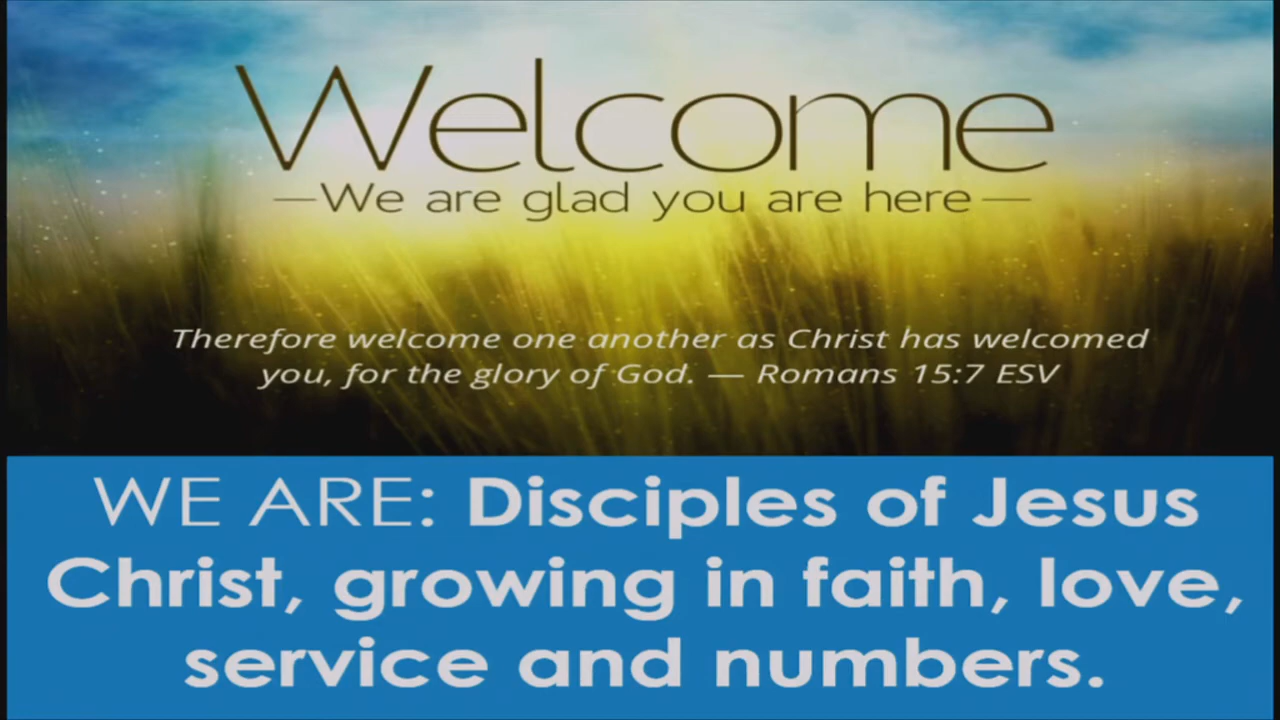 Welcome
—We are glad you are here—
Therefore welcome one another as Christ has welcomed
you, for the glory of God. — Romans 15:7 ESV
WE ARE: Disciples of Jesus
Christ, growing in faith, love,
service and numbers.